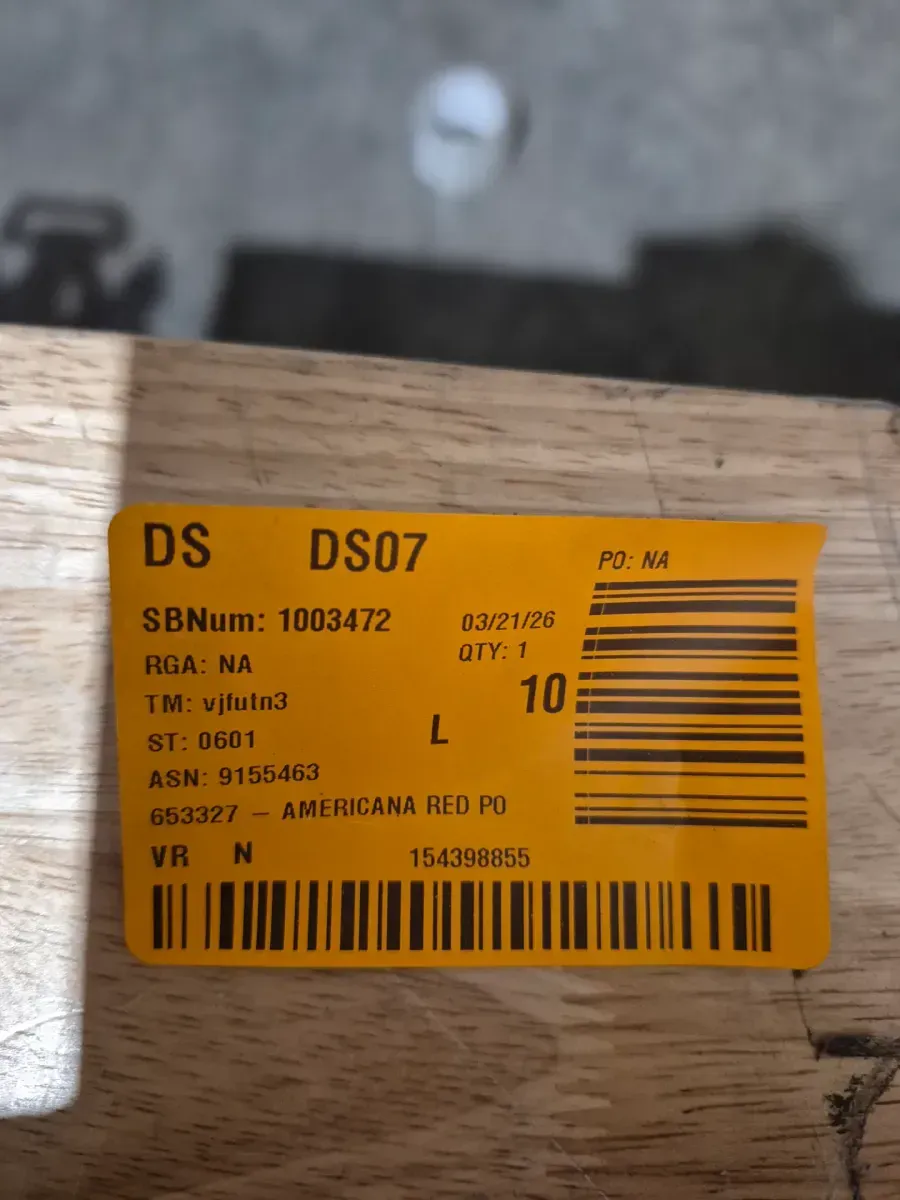 DS DS07
PO: NA
SBNum: 1003472 03/21/26
RGA: NA QTY: 1
TM: vjfutn3 10
ST: 0601 L
ASN: 9155463
653327 – AMERICANA RED PO
VR N 154398855